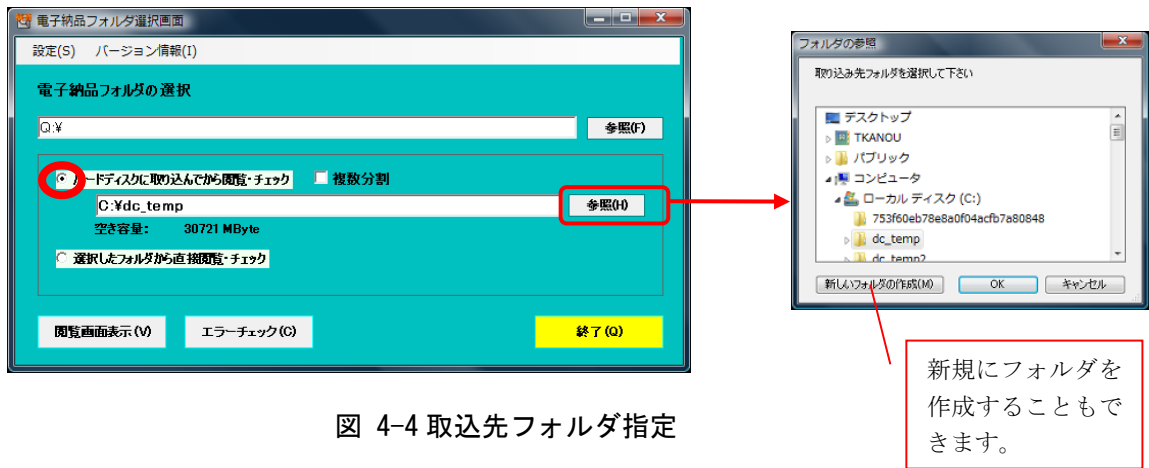 電子納品フォルダ選択画面
設定(S) バージョン情報(I)
電子納品フォルダの選択
Q:¥
参照(F)
ハードディスクに取り込んでから閲覧・チェック
複数分割
C:¥dc_temp
参照(H)
空き容量: 30721 MByte
選択したフォルダから直接閲覧・チェック
閲覧画面表示(V)
エラーチェック(C)
終了(Q)
フォルダの参照
取り込み先フォルダを選択して下さい
デスクトップ
TKANOU
パブリック
コンピュータ
ローカル ディスク (C:)
753f60eb78e8a0f04acfb7a80848
dc_temp
dc_temp2
新しいフォルダの作成(M)
OK
キャンセル
新規にフォルダを
作成することもで
きます。
図 4-4 取込先フォルダ指定